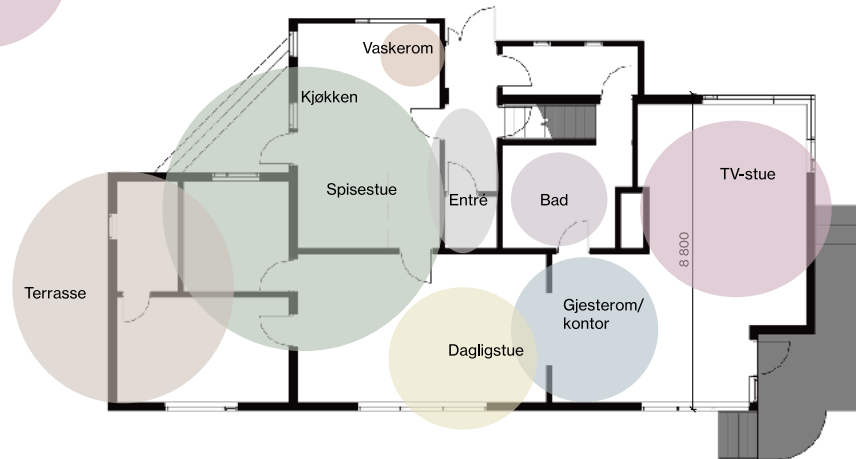 Vaskerom
Kjøkken
TV-stue
Spisestue
Entré
Bad
8 800
Terrasse
Gjesterom/
kontor
Dagligstue